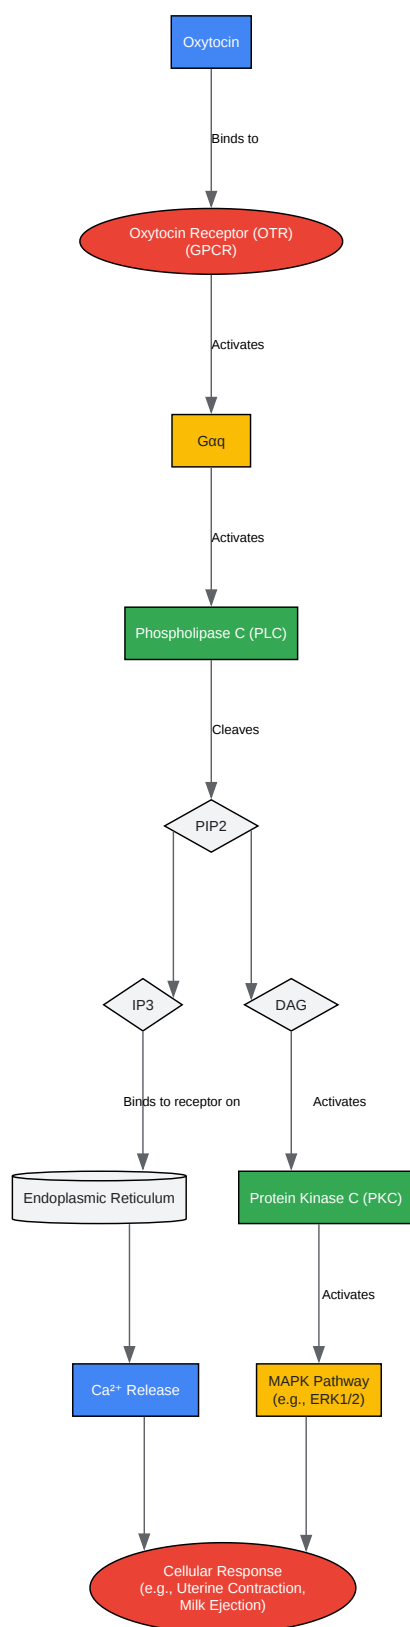 Oxytocin
Binds to
Oxytocin Receptor (OTR)
(GPCR)
Activates
Gαq
Activates
Phospholipase C (PLC)
Cleaves
PIP2
IP3
DAG
Binds to receptor on
Activates
Endoplasmic Reticulum
Protein Kinase C (PKC)
Activates
Ca²⁺ Release
MAPK Pathway
(e.g., ERK1/2)
Cellular Response
(e.g., Uterine Contraction,
Milk Ejection)